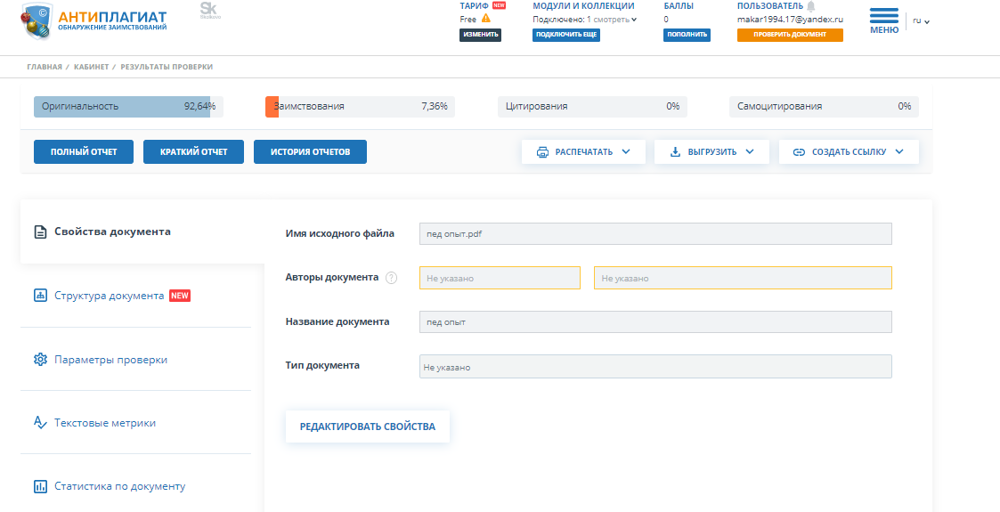 АНТИПЛАГИАТ
ОБНАРУЖЕНИЕ ЗАИМСТВОВАНИЙ
Sk
Skolkovo
ТАРИФ NEW
Free
ИЗМЕНИТЬ
МОДУЛИ И КОЛЛЕКЦИИ
Подключено: 1 смотреть
ПОДКЛЮЧИТЬ ЕЩЕ
БАЛЛЫ
0
ПОПОЛНИТЬ
ПОЛЬЗОВАТЕЛЬ
makar1994.17@yandex.ru
ПРОВЕРИТЬ ДОКУМЕНТ
МЕНЮ
ru
ГЛАВНАЯ / КАБИНЕТ / РЕЗУЛЬТАТЫ ПРОВЕРКИ
Оригинальность 92,64%
Заимствования 7,36%
Цитирования 0%
Самоцитирования 0%
ПОЛНЫЙ ОТЧЕТ
КРАТКИЙ ОТЧЕТ
ИСТОРИЯ ОТЧЕТОВ
РАСПЕЧАТАТЬ
ВЫГРУЗИТЬ
СОЗДАТЬ ССЫЛКУ
Свойства документа
Структура документа NEW
Параметры проверки
Текстовые метрики
Статистика по документу
Имя исходного файла пед опыт.pdf
Авторы документа ? Не указано Не указано
Название документа пед опыт
Тип документа Не указано
РЕДАКТИРОВАТЬ СВОЙСТВА